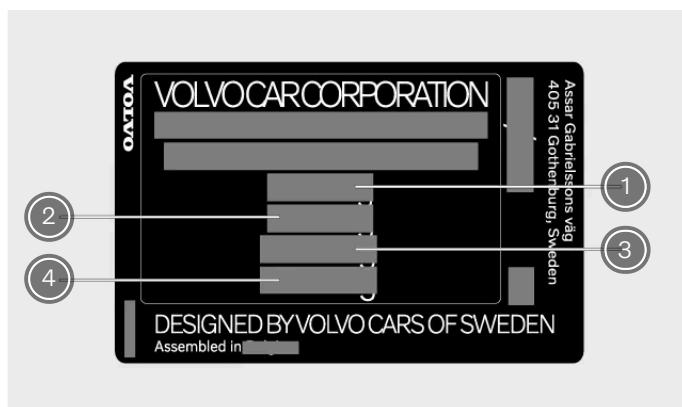 VOLVO
VOLVO CAR CORPORATION
Assar Gabrielssons väg
405 31 Gothenburg, Sweden
1
2
3
4
DESIGNED BY VOLVO CARS OF SWEDEN
Assembled in